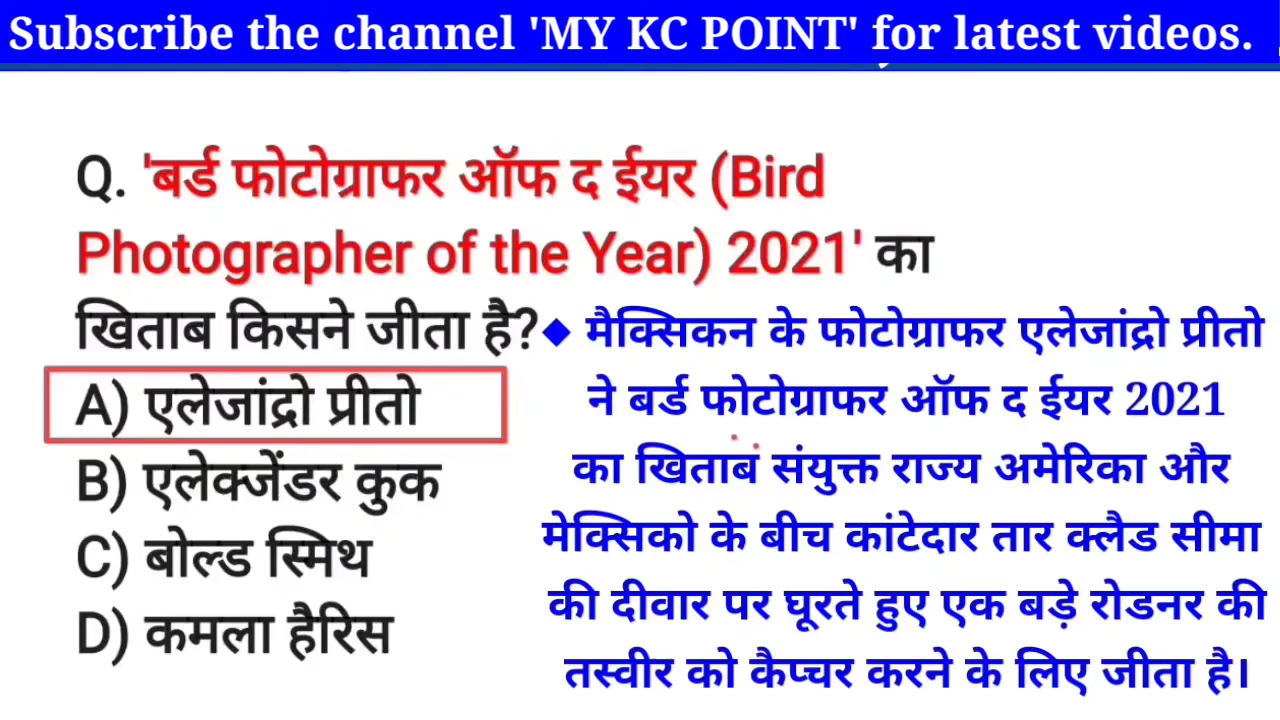 Subscribe the channel 'MY KC POINT' for latest videos.
Q. 'बर्ड फोटोग्राफर ऑफ द ईयर (Bird
Photographer of the Year) 2021' का
खिताब किसने जीता है?
A) एलेजांद्रो प्रीतो
B) एलेक्जेंडर कुक
C) बोल्ड स्मिथ
D) कमला हैरिस
◆ मैक्सिकन के फोटोग्राफर एलेजांद्रो प्रीतो
ने बर्ड फोटोग्राफर ऑफ द ईयर 2021
का खिताब संयुक्त राज्य अमेरिका और
मेक्सिको के बीच कांटेदार तार क्लैड सीमा
की दीवार पर घूरते हुए एक बड़े रोडनर की
तस्वीर को कैप्चर करने के लिए जीता है।